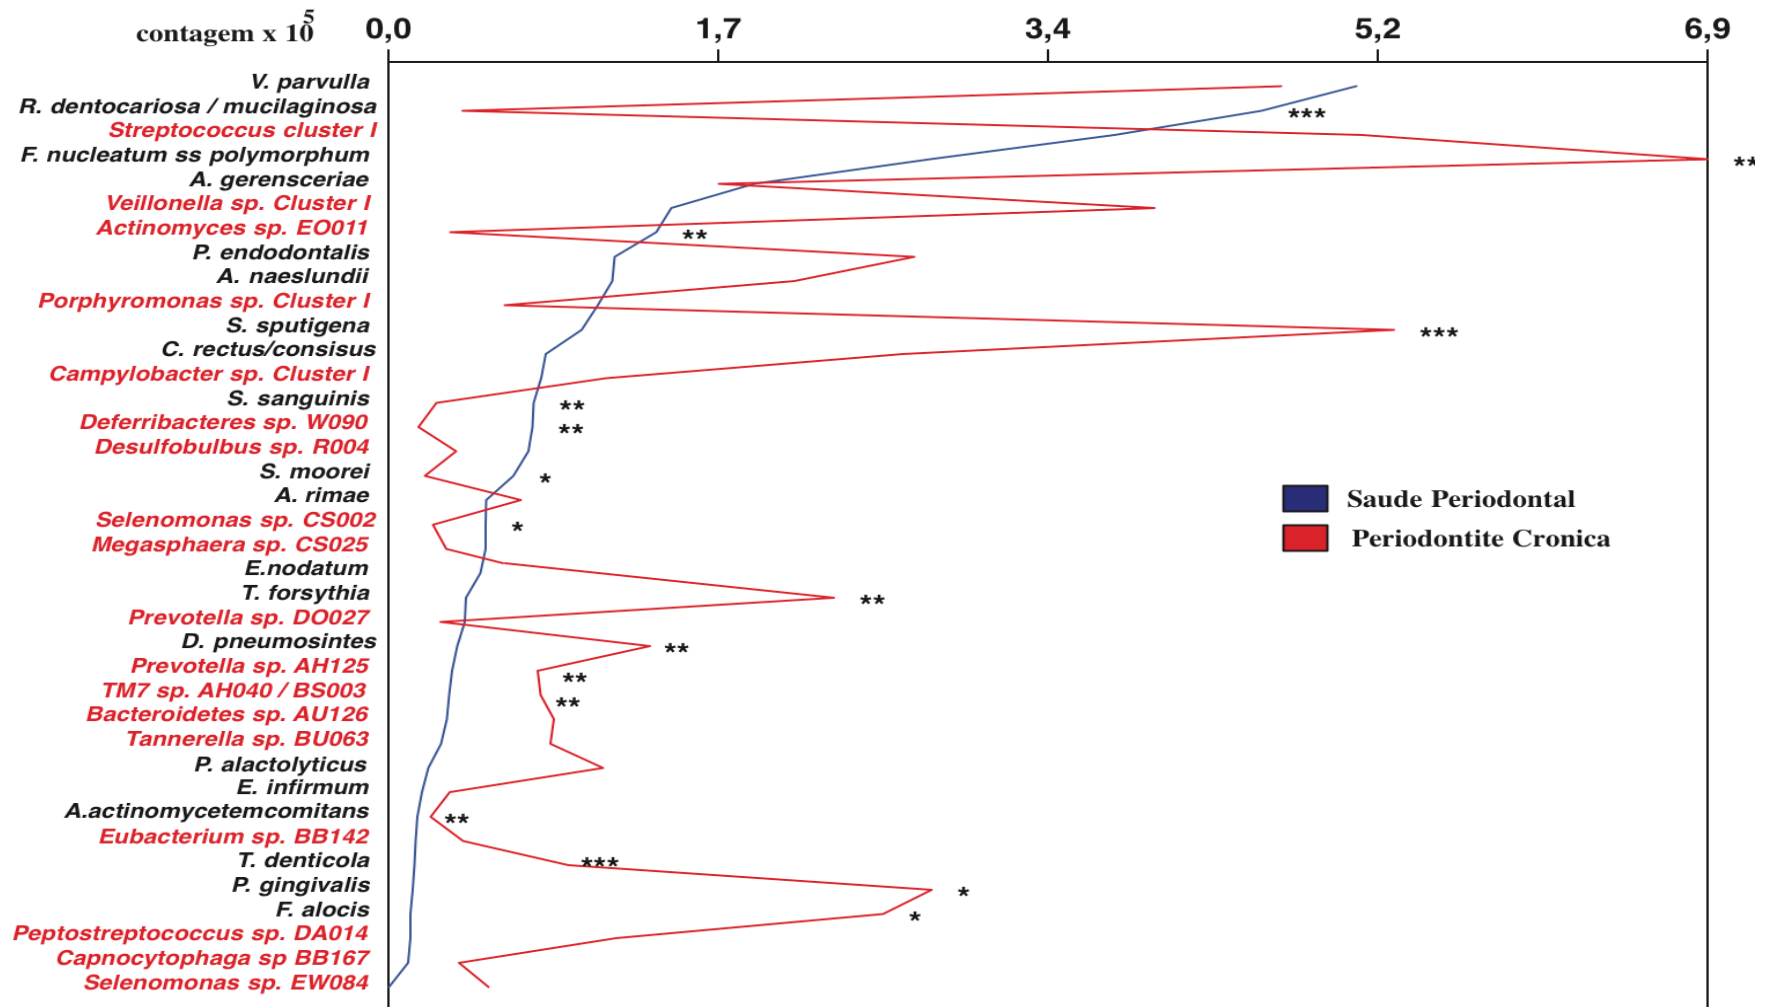 contagem x 10^5 0,0 1,7 3,4 5,2 6,9
V. parvulla
R. dentocariosa / mucilaginosa ***
Streptococcus cluster I
F. nucleatum ss polymorphum **
A. gerensceriae
Veillonella sp. Cluster I
Actinomyces sp. EO011 **
P. endodontalis
A. naeslundii
Porphyromonas sp. Cluster I
S. sputigena ***
C. rectus/consisus
Campylobacter sp. Cluster I
S. sanguinis **
Deferribacteres sp. W090 **
Desulfobulbus sp. R004
S. moorei *
A. rimae
Selenomonas sp. CS002 *
Megasphaera sp. CS025
E.nodatum
T. forsythia **
Prevotella sp. DO027
D. pneumosintes **
Prevotella sp. AH125 **
TM7 sp. AH040 / BS003 **
Bacteroidetes sp. AU126
Tannerella sp. BU063
P. alactolyticus
E. infirmum
A.actinomycetemcomitans **
Eubacterium sp. BB142
T. denticola ***
P. gingivalis *
F. alocis *
Peptostreptococcus sp. DA014
Capnocytophaga sp BB167
Selenomonas sp. EW084
Saude Periodontal
Periodontite Cronica